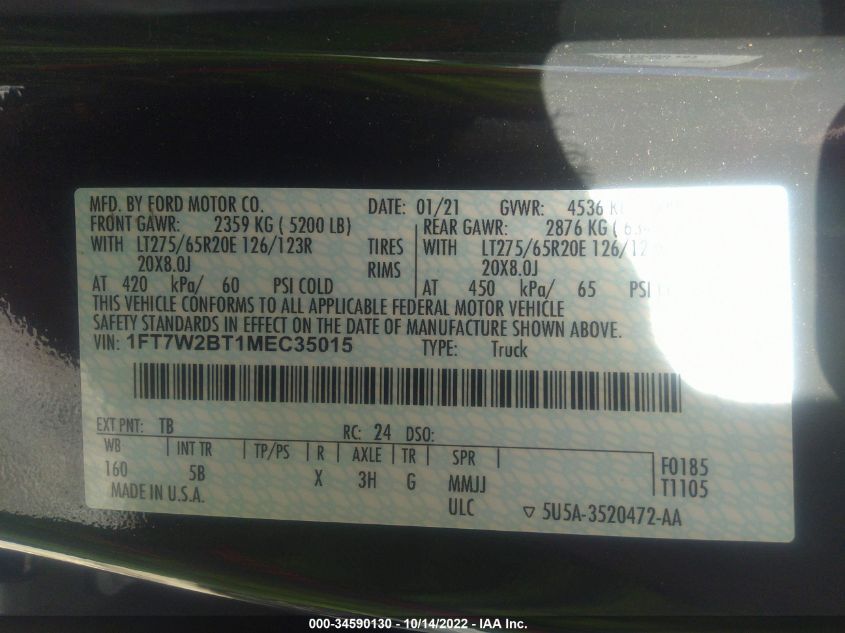 MFD. BY FORD MOTOR CO. DATE: 01/21 GVWR: 4536
FRONT GAWR: 2359 KG ( 5200 LB) REAR GAWR: 2876 KG (
WITH LT275/65R20E 126/123R TIRES WITH LT275/65R20E
20X8.0J RIMS 20X8.0J
AT 420 kPa/ 60 PSI COLD AT 450 kPa/ 65 PSI
THIS VEHICLE CONFORMS TO ALL APPLICABLE FEDERAL MOTOR VEHICLE
SAFETY STANDARDS IN EFFECT ON THE DATE OF MANUFACTURE SHOWN ABOVE.
VIN: 1FT7W2BT1MEC35015 TYPE: Truck
EXT PNT: TB RC: 24 DSO:
WB INT TR TP/PS R AXLE TR SPR F0185
160 5B X 3H G MMJJ T1105
MADE IN U.S.A. ULC 5U5A-3520472-AA
000-34590130 - 10/14/2022 - IAA Inc.